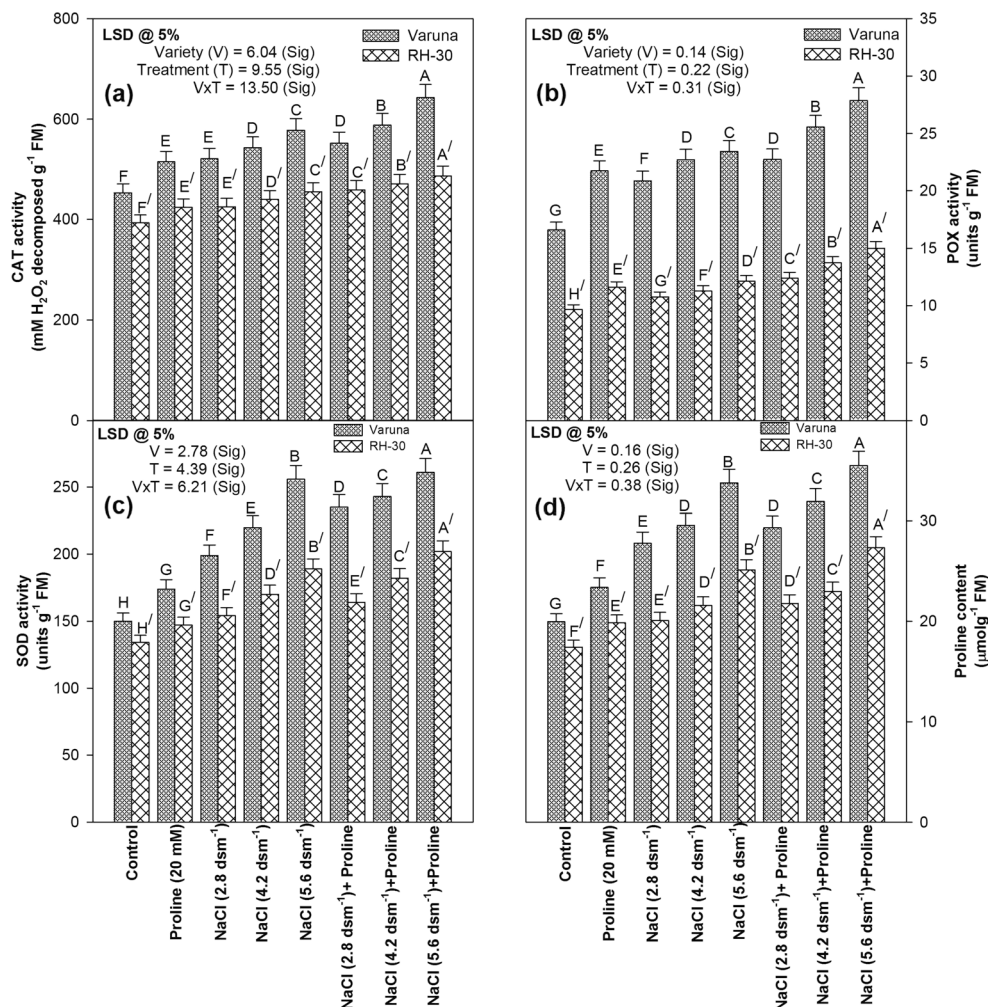 LSD @ 5%
Variety (V) = 6.04 (Sig)
Treatment (T) = 9.55 (Sig)
VxT = 13.50 (Sig)
Varuna
RH-30
(a)
800
600
400
200
0
CAT activity
(mM H₂O₂ decomposed g⁻¹ FM)
F
F/
E
E/
E
E/
D
D/
C
C/
D
C/
B
B/
A
A/
LSD @ 5%
Variety (V) = 0.14 (Sig)
Treatment (T) = 0.22 (Sig)
VxT = 0.31 (Sig)
Varuna
RH-30
(b)
35
30
25
20
15
10
5
0
POX activity
(units g⁻¹ FM)
G
H/
E
E/
F
G/
D
F/
C
D/
D
C/
B
B/
A
A/
LSD @ 5%
V = 2.78 (Sig)
T = 4.39 (Sig)
VxT = 6.21 (Sig)
Varuna
RH-30
(c)
250
200
150
100
50
0
SOD activity
(units g⁻¹ FM)
H
H/
G
G/
F
F/
E
D/
B
B/
D
E/
C
C/
A
A/
LSD @ 5%
V = 0.16 (Sig)
T = 0.26 (Sig)
VxT = 0.38 (Sig)
Varuna
RH-30
(d)
30
20
10
0
Proline content
(μmolg⁻¹ FM)
G
F/
F
E/
E
E/
D
D/
B
B/
D
D/
C
C/
A
A/
Control
Proline (20 mM)
NaCl (2.8 dsm⁻¹)
NaCl (4.2 dsm⁻¹)
NaCl (5.6 dsm⁻¹)
NaCl (2.8 dsm⁻¹)+ Proline
NaCl (4.2 dsm⁻¹)+Proline
NaCl (5.6 dsm⁻¹)+Proline
Control
Proline (20 mM)
NaCl (2.8 dsm⁻¹)
NaCl (4.2 dsm⁻¹)
NaCl (5.6 dsm⁻¹)
NaCl (2.8 dsm⁻¹)+ Proline
NaCl (4.2 dsm⁻¹)+Proline
NaCl (5.6 dsm⁻¹)+Proline